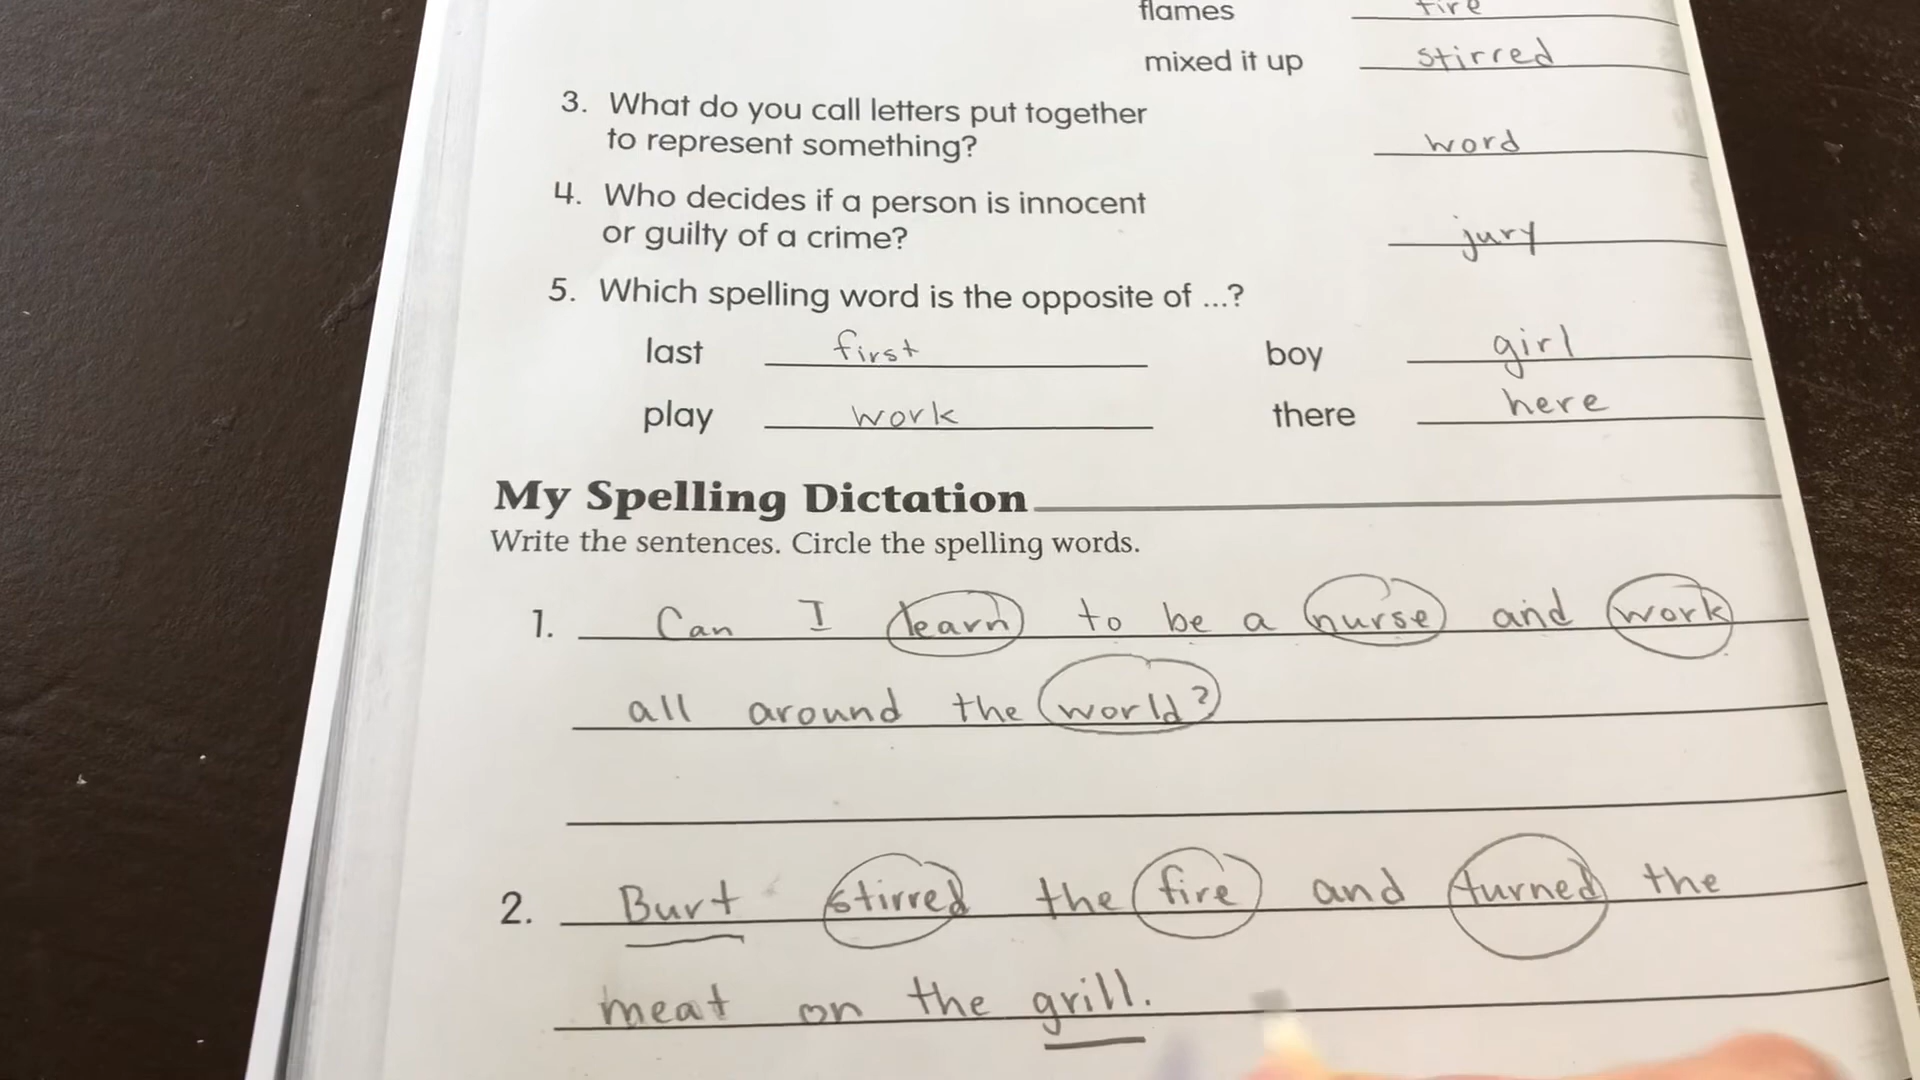 flames fire
mixed it up stirred
3. What do you call letters put together
to represent something? word
4. Who decides if a person is innocent
or guilty of a crime? jury
5. Which spelling word is the opposite of ...?
last first boy girl
play work there here
My Spelling Dictation
Write the sentences. Circle the spelling words.
1. Can I learn to be a nurse and work
all around the world?
2. Burt stirred the fire and turned the
meat on the grill.